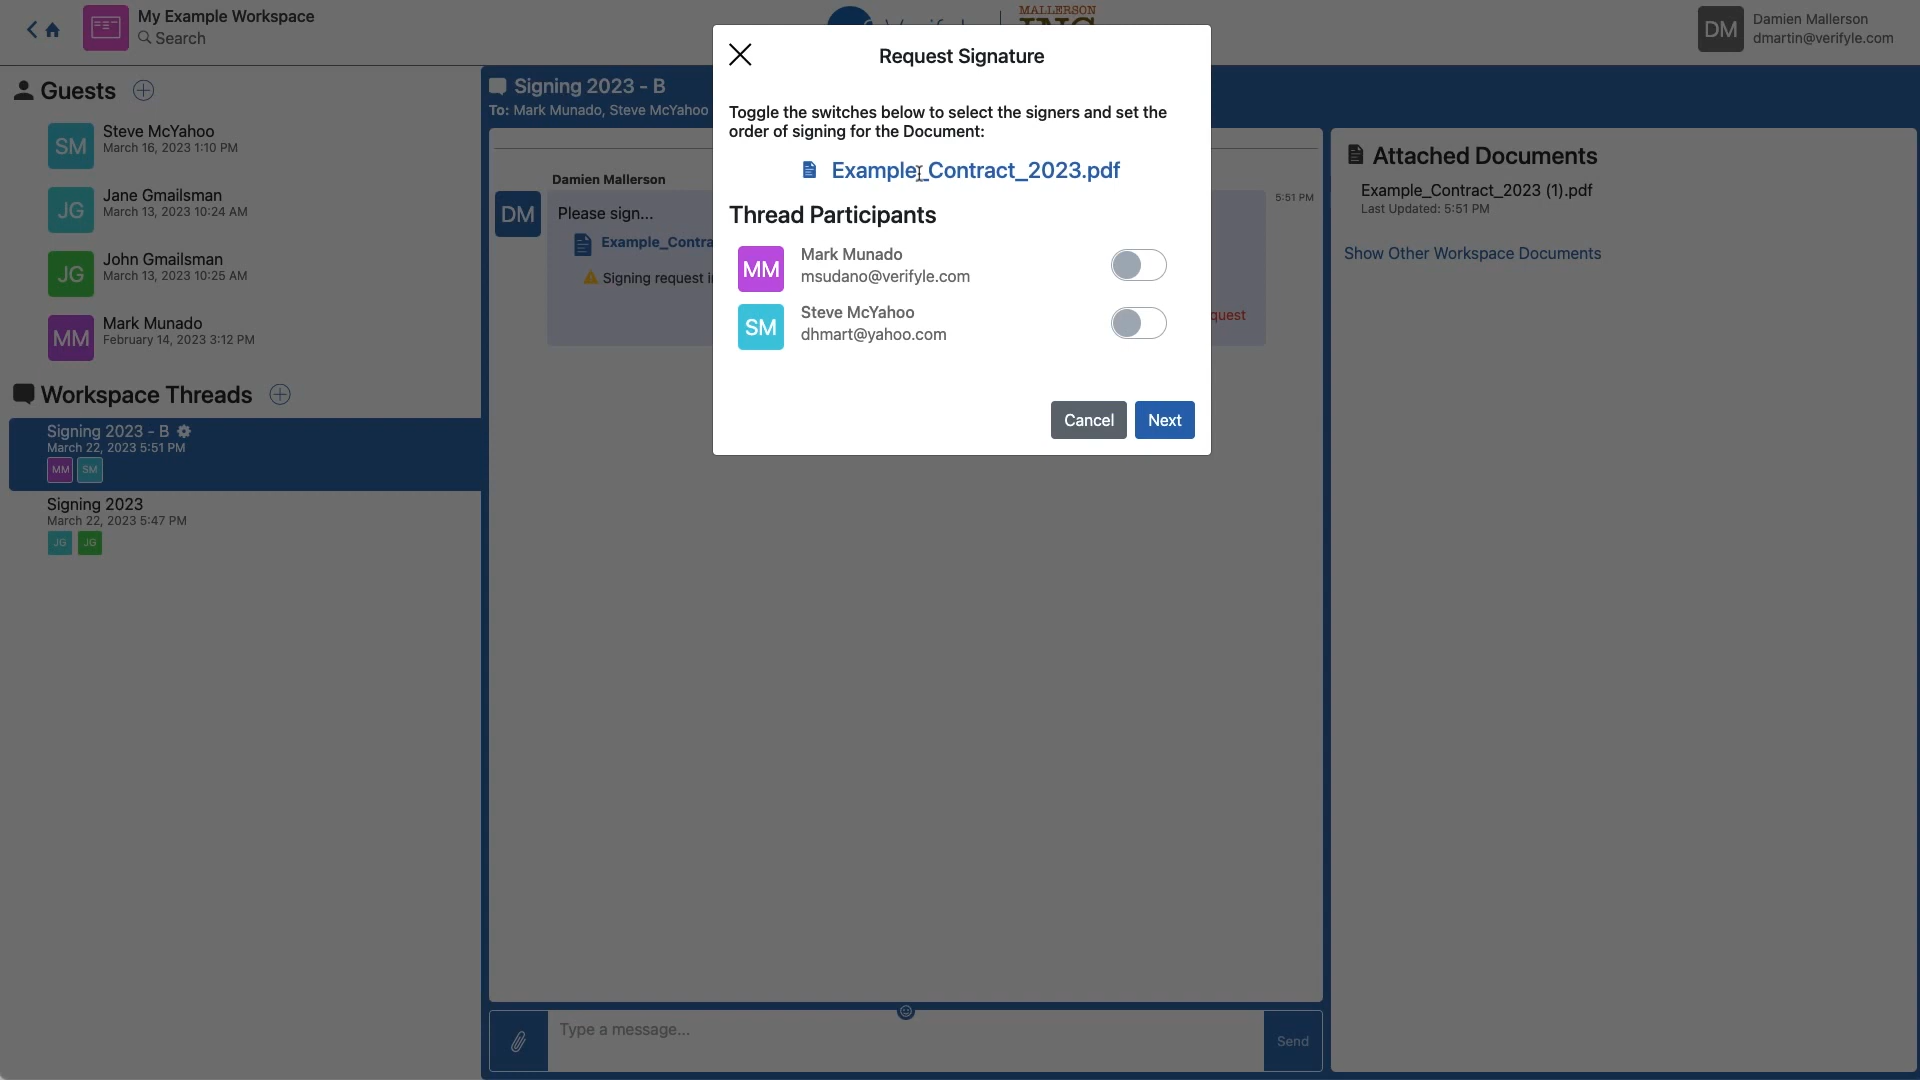 My Example Workspace
Search
MALLERSON
Damien Mallerson
DM
dmartin@verifyle.com
Guests
SM
Steve McYahoo
March 16, 2023 1:10 PM
JG
Jane Gmailsman
March 13, 2023 10:24 AM
JG
John Gmailsman
March 13, 2023 10:25 AM
MM
Mark Munado
February 14, 2023 3:12 PM
Workspace Threads
Signing 2023 - B
March 22, 2023 5:51 PM
MM SM
Signing 2023
March 22, 2023 5:47 PM
JG JG
Signing 2023 - B
To: Mark Munado, Steve McYahoo
Damien Mallerson
DM
Please sign...
5:51 PM
Example_Contra
Signing request i
quest
Type a message...
Send
Request Signature
Toggle the switches below to select the signers and set the
order of signing for the Document:
Example_Contract_2023.pdf
Thread Participants
MM
Mark Munado
msudano@verifyle.com
SM
Steve McYahoo
dhmart@yahoo.com
Cancel Next
Attached Documents
Example_Contract_2023 (1).pdf
Last Updated: 5:51 PM
Show Other Workspace Documents